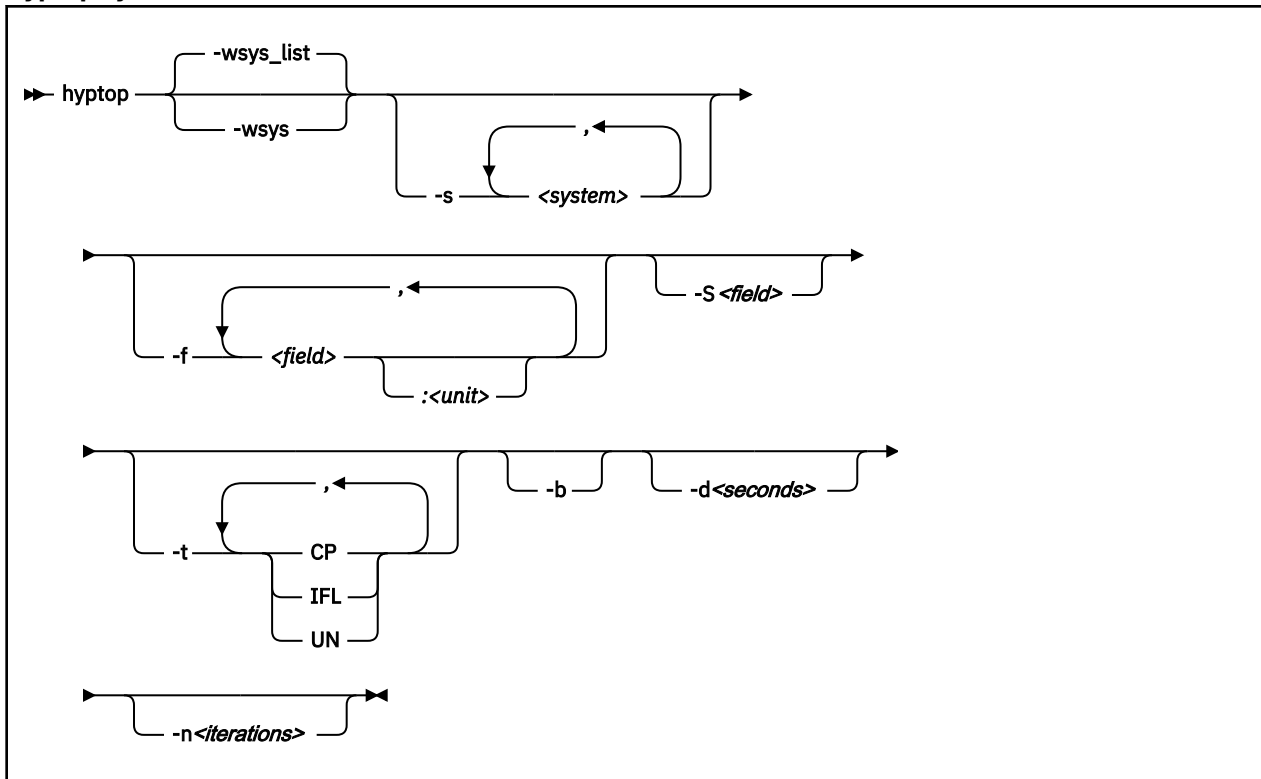 -wsys_list
hyptop
-wsys
,
-s <system>
,
-S <field>
-f <field>
:<unit>
,
-b -d <seconds>
-t CP
IFL
UN
-n <iterations>